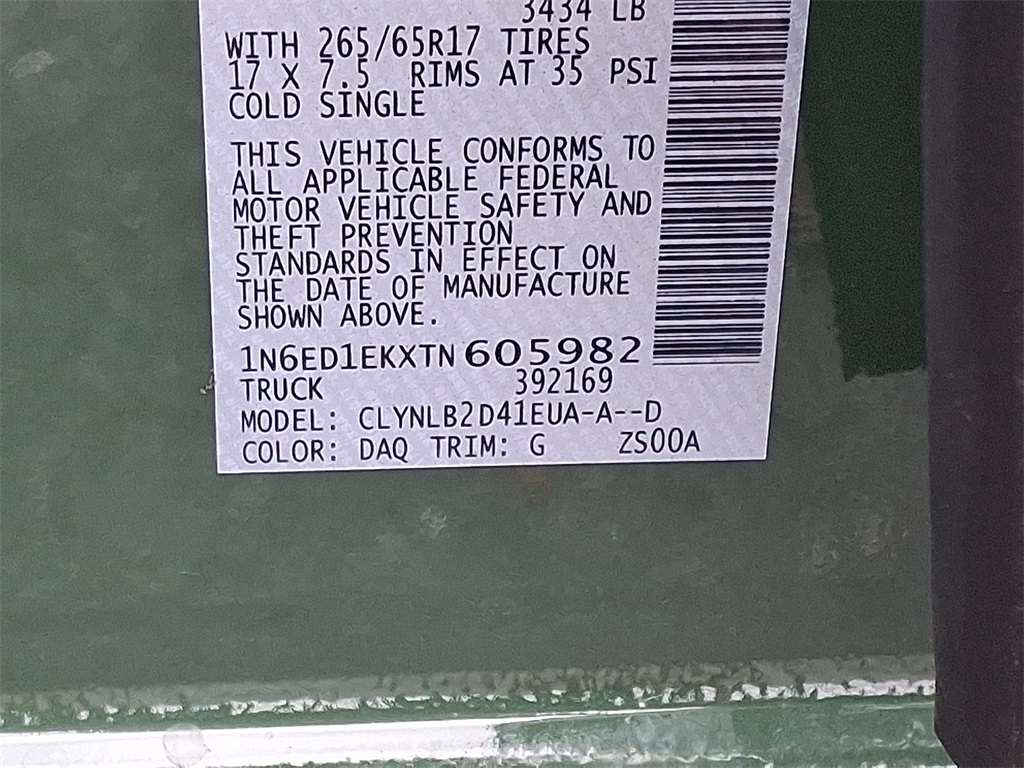 3434 LB
WITH 265/65R17 TIRES
17 X 7.5 RIMS AT 35 PSI
COLD SINGLE
THIS VEHICLE CONFORMS TO
ALL APPLICABLE FEDERAL
MOTOR VEHICLE SAFETY AND
THEFT PREVENTION
STANDARDS IN EFFECT ON
THE DATE OF MANUFACTURE
SHOWN ABOVE.
1N6ED1EKXTN605982
TRUCK 392169
MODEL: CLYNLB2D41EUA-A--D
COLOR: DAQ TRIM: G ZS00A